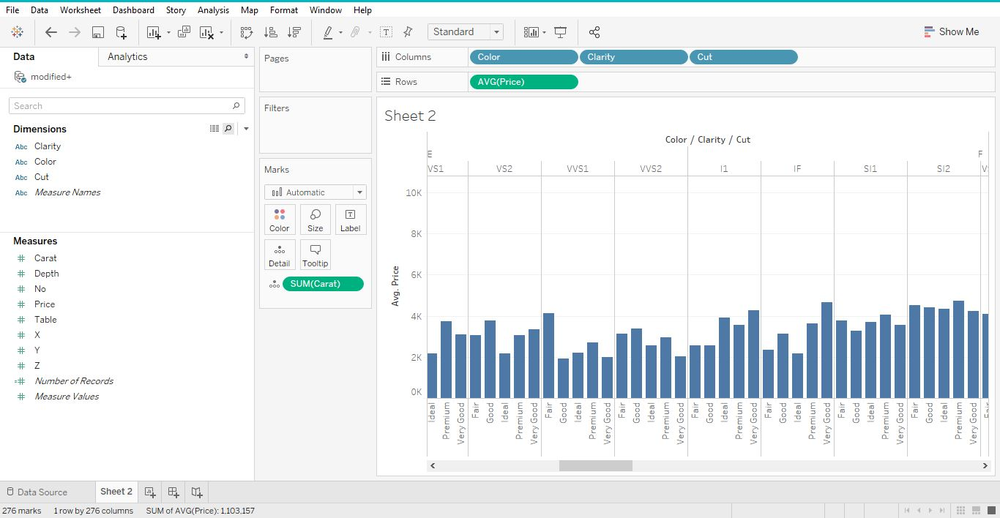 File Data Worksheet Dashboard Story Analysis Map Format Window Help
Standard Show Me
Data Analytics
modified+
Search
Dimensions
Abc Clarity
Abc Color
Abc Cut
Abc Measure Names
Measures
# Carat
# Depth
# No
# Price
# Table
# X
# Y
# Z
=# Number of Records
# Measure Values
Pages
Filters
Marks
Automatic
Color Size Label
Detail Tooltip
SUM(Carat)
Columns Color Clarity Cut
Rows AVG(Price)
Sheet 2
Color / Clarity / Cut
E F
VS1 VS2 VVS1 VVS2 I1 IF SI1 SI2
Avg. Price
10K
8K
6K
4K
2K
0K
Ideal Premium Very Good Fair Good Ideal Premium Very Good Fair Good Ideal Premium Very Good Fair Good Ideal Premium Very Good Fair Good Ideal Premium Very Good Fair Good Ideal Premium Very Good Fair Good Ideal Premium Very Good Fair Good Ideal Premium Very Good
Data Source Sheet 2
276 marks 1 row by 276 columns SUM of AVG(Price): 1,103,157